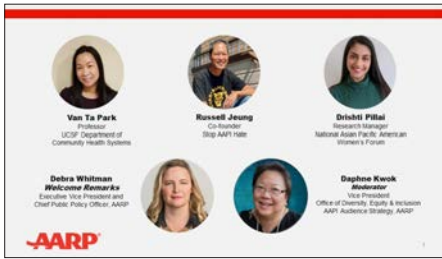 Van Ta Park
Professor
UCSF Department of
Community Health Systems
Russell Jeung
Co-founder
Stop AAPI Hate
Drishti Pillai
Research Manager
National Asian Pacific American
Women's Forum
Debra Whitman
Welcome Remarks
Executive Vice President and
Chief Public Policy Officer, AARP
Daphne Kwok
Moderator
Vice President
Office of Diversity, Equity & Inclusion
AAPI Audience Strategy, AARP
AARP